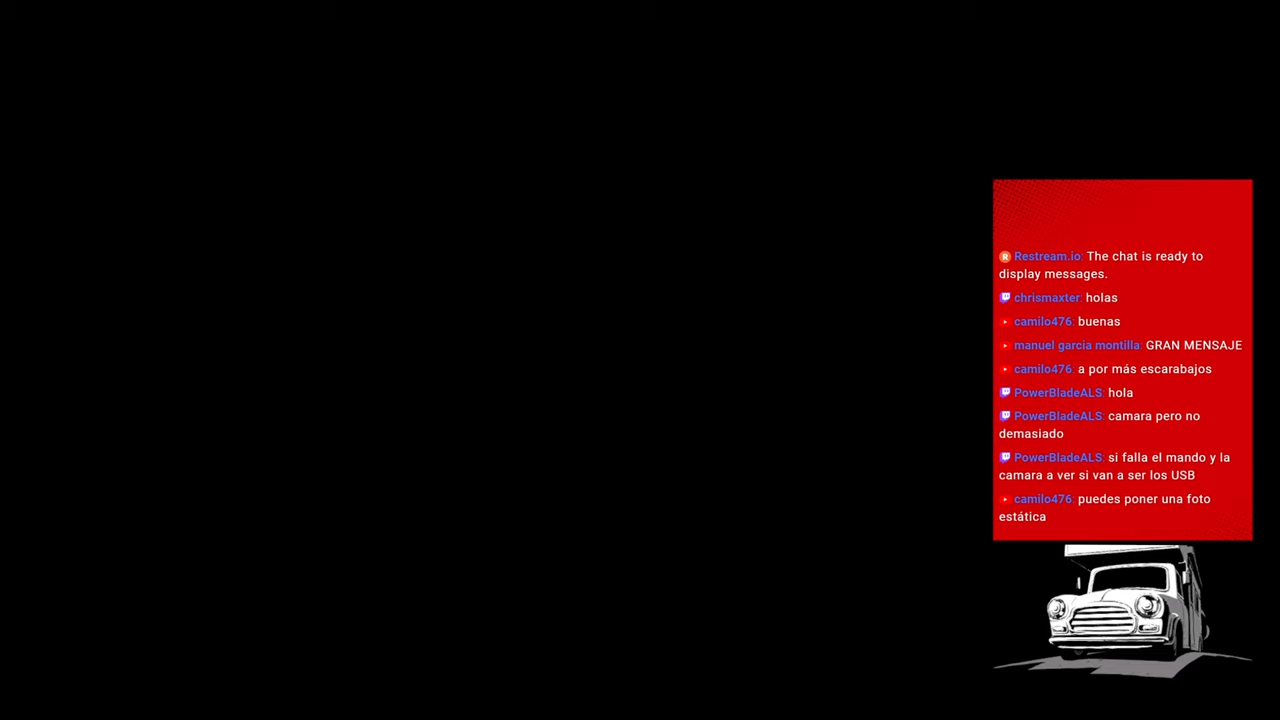 Restream.io: The chat is ready to
display messages.
chrismaxter: holas
camilo476: buenas
manuel garcia montilla: GRAN MENSAJE
camilo476: a por más escarabajos
PowerBladeALS: hola
PowerBladeALS: camara pero no
demasiado
PowerBladeALS: si falla el mando y la
camara a ver si van a ser los USB
camilo476: puedes poner una foto
estática